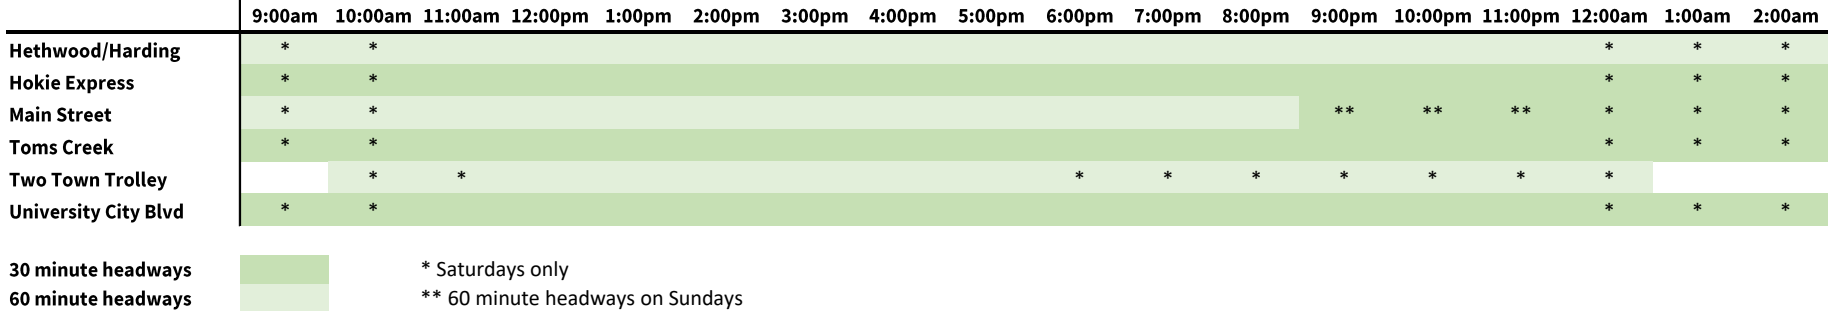 9:00am 10:00am 11:00am 12:00pm 1:00pm 2:00pm 3:00pm 4:00pm 5:00pm 6:00pm 7:00pm 8:00pm 9:00pm 10:00pm 11:00pm 12:00am 1:00am 2:00am
Hethwood/Harding * * * * *
Hokie Express * * * * *
Main Street * * ** ** ** * * *
Toms Creek * * * * *
Two Town Trolley * * * * * * * * *
University City Blvd * * * * *
30 minute headways * Saturdays only
60 minute headways ** 60 minute headways on Sundays